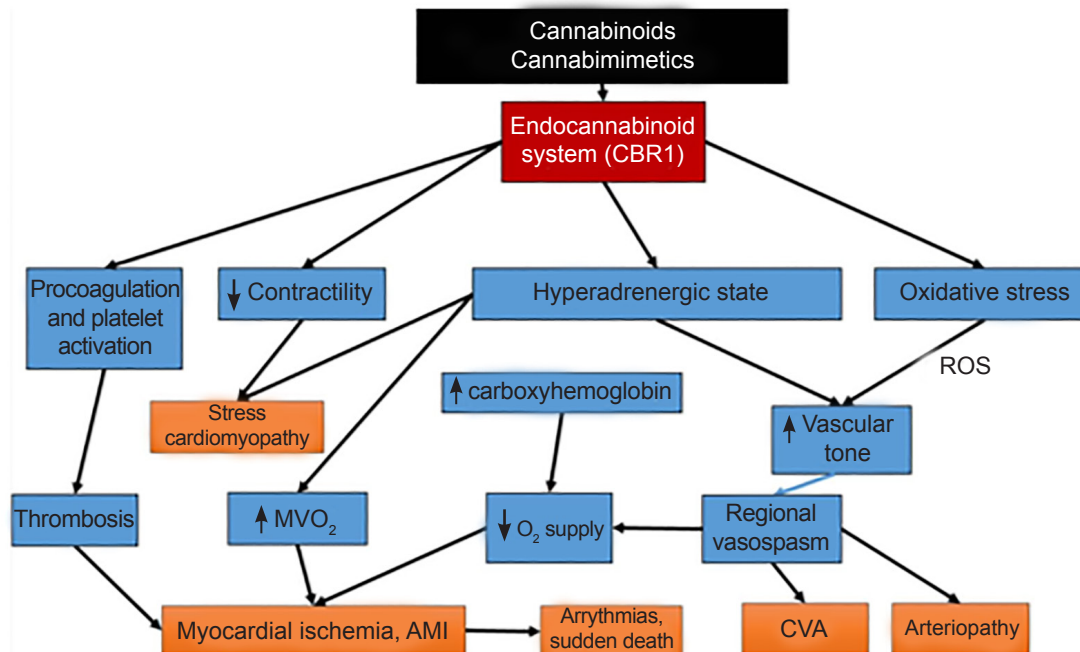 Cannabinoids
Cannabimimetics
Endocannabinoid
system (CBR1)
Procoagulation
and platelet
activation
↓ Contractility
Hyperadrenergic state
Oxidative stress
ROS
Stress
cardiomyopathy
↑ carboxyhemoglobin
↑ Vascular
tone
Thrombosis
↑ MVO₂
↓ O₂ supply
Regional
vasospasm
Myocardial ischemia, AMI
Arrythmias,
sudden death
CVA
Arteriopathy